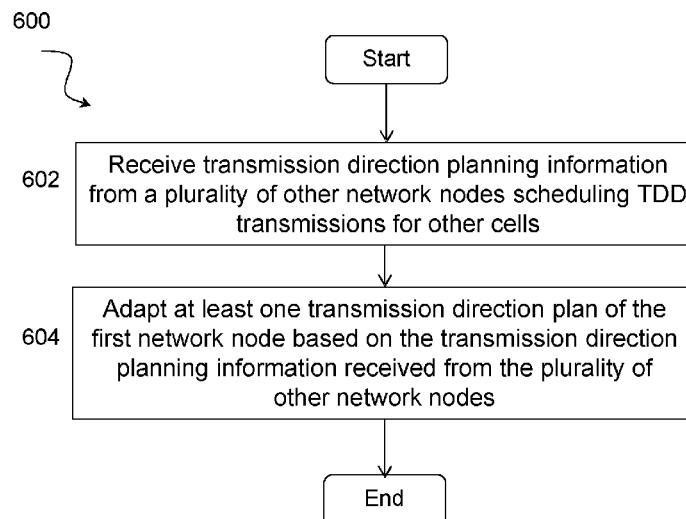 600
Start
602
Receive transmission direction planning information
from a plurality of other network nodes scheduling TDD
transmissions for other cells
604
Adapt at least one transmission direction plan of the
first network node based on the transmission direction
planning information received from the plurality of
other network nodes
End